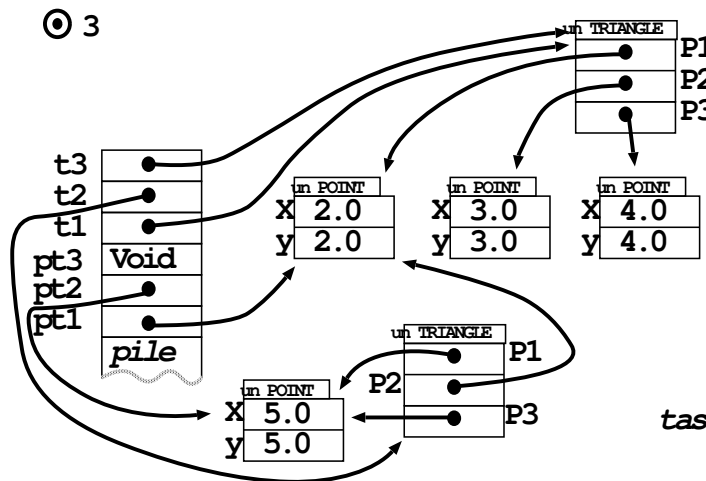 3
un TRIANGLE
P1
P2
P3
t3
t2
t1
pt3 Void
pt2
pt1
pile
un POINT
x 2.0
y 2.0
un POINT
x 3.0
y 3.0
un POINT
x 4.0
y 4.0
un TRIANGLE
P1
P2
P3
un POINT
x 5.0
y 5.0
tas